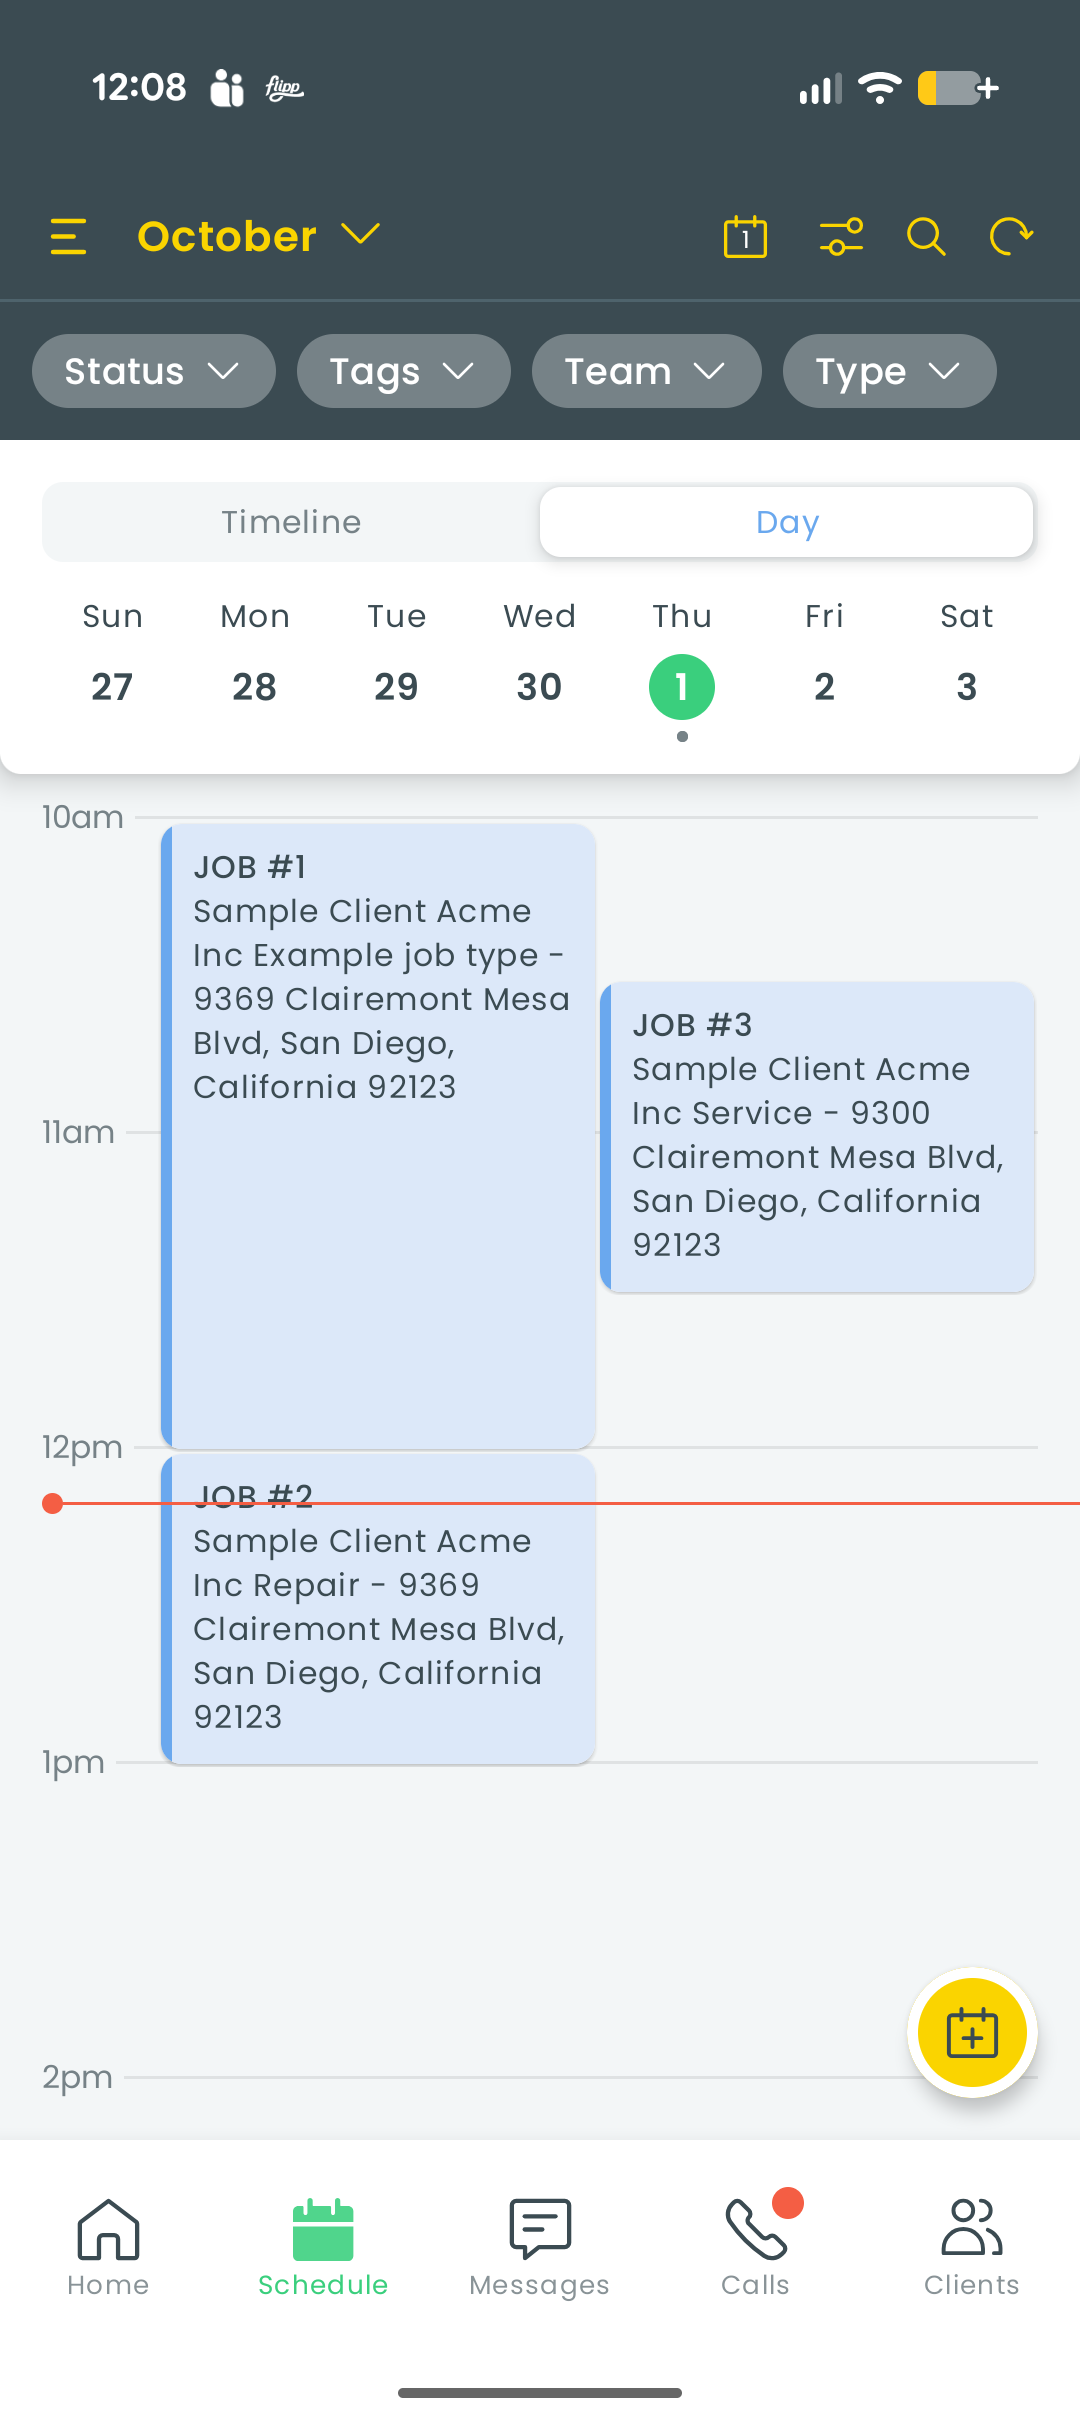 12:08 flipp
October 1
Status Tags Team Type
Timeline Day
Sun Mon Tue Wed Thu Fri Sat
27 28 29 30 1 2 3
10am
JOB #1
Sample Client Acme
Inc Example job type -
9369 Clairemont Mesa
Blvd, San Diego,
California 92123
JOB #3
Sample Client Acme
Inc Service - 9300
Clairemont Mesa Blvd,
San Diego, California
92123
11am
12pm
JOB #2
Sample Client Acme
Inc Repair - 9369
Clairemont Mesa Blvd,
San Diego, California
92123
1pm
2pm
Home Schedule Messages Calls Clients